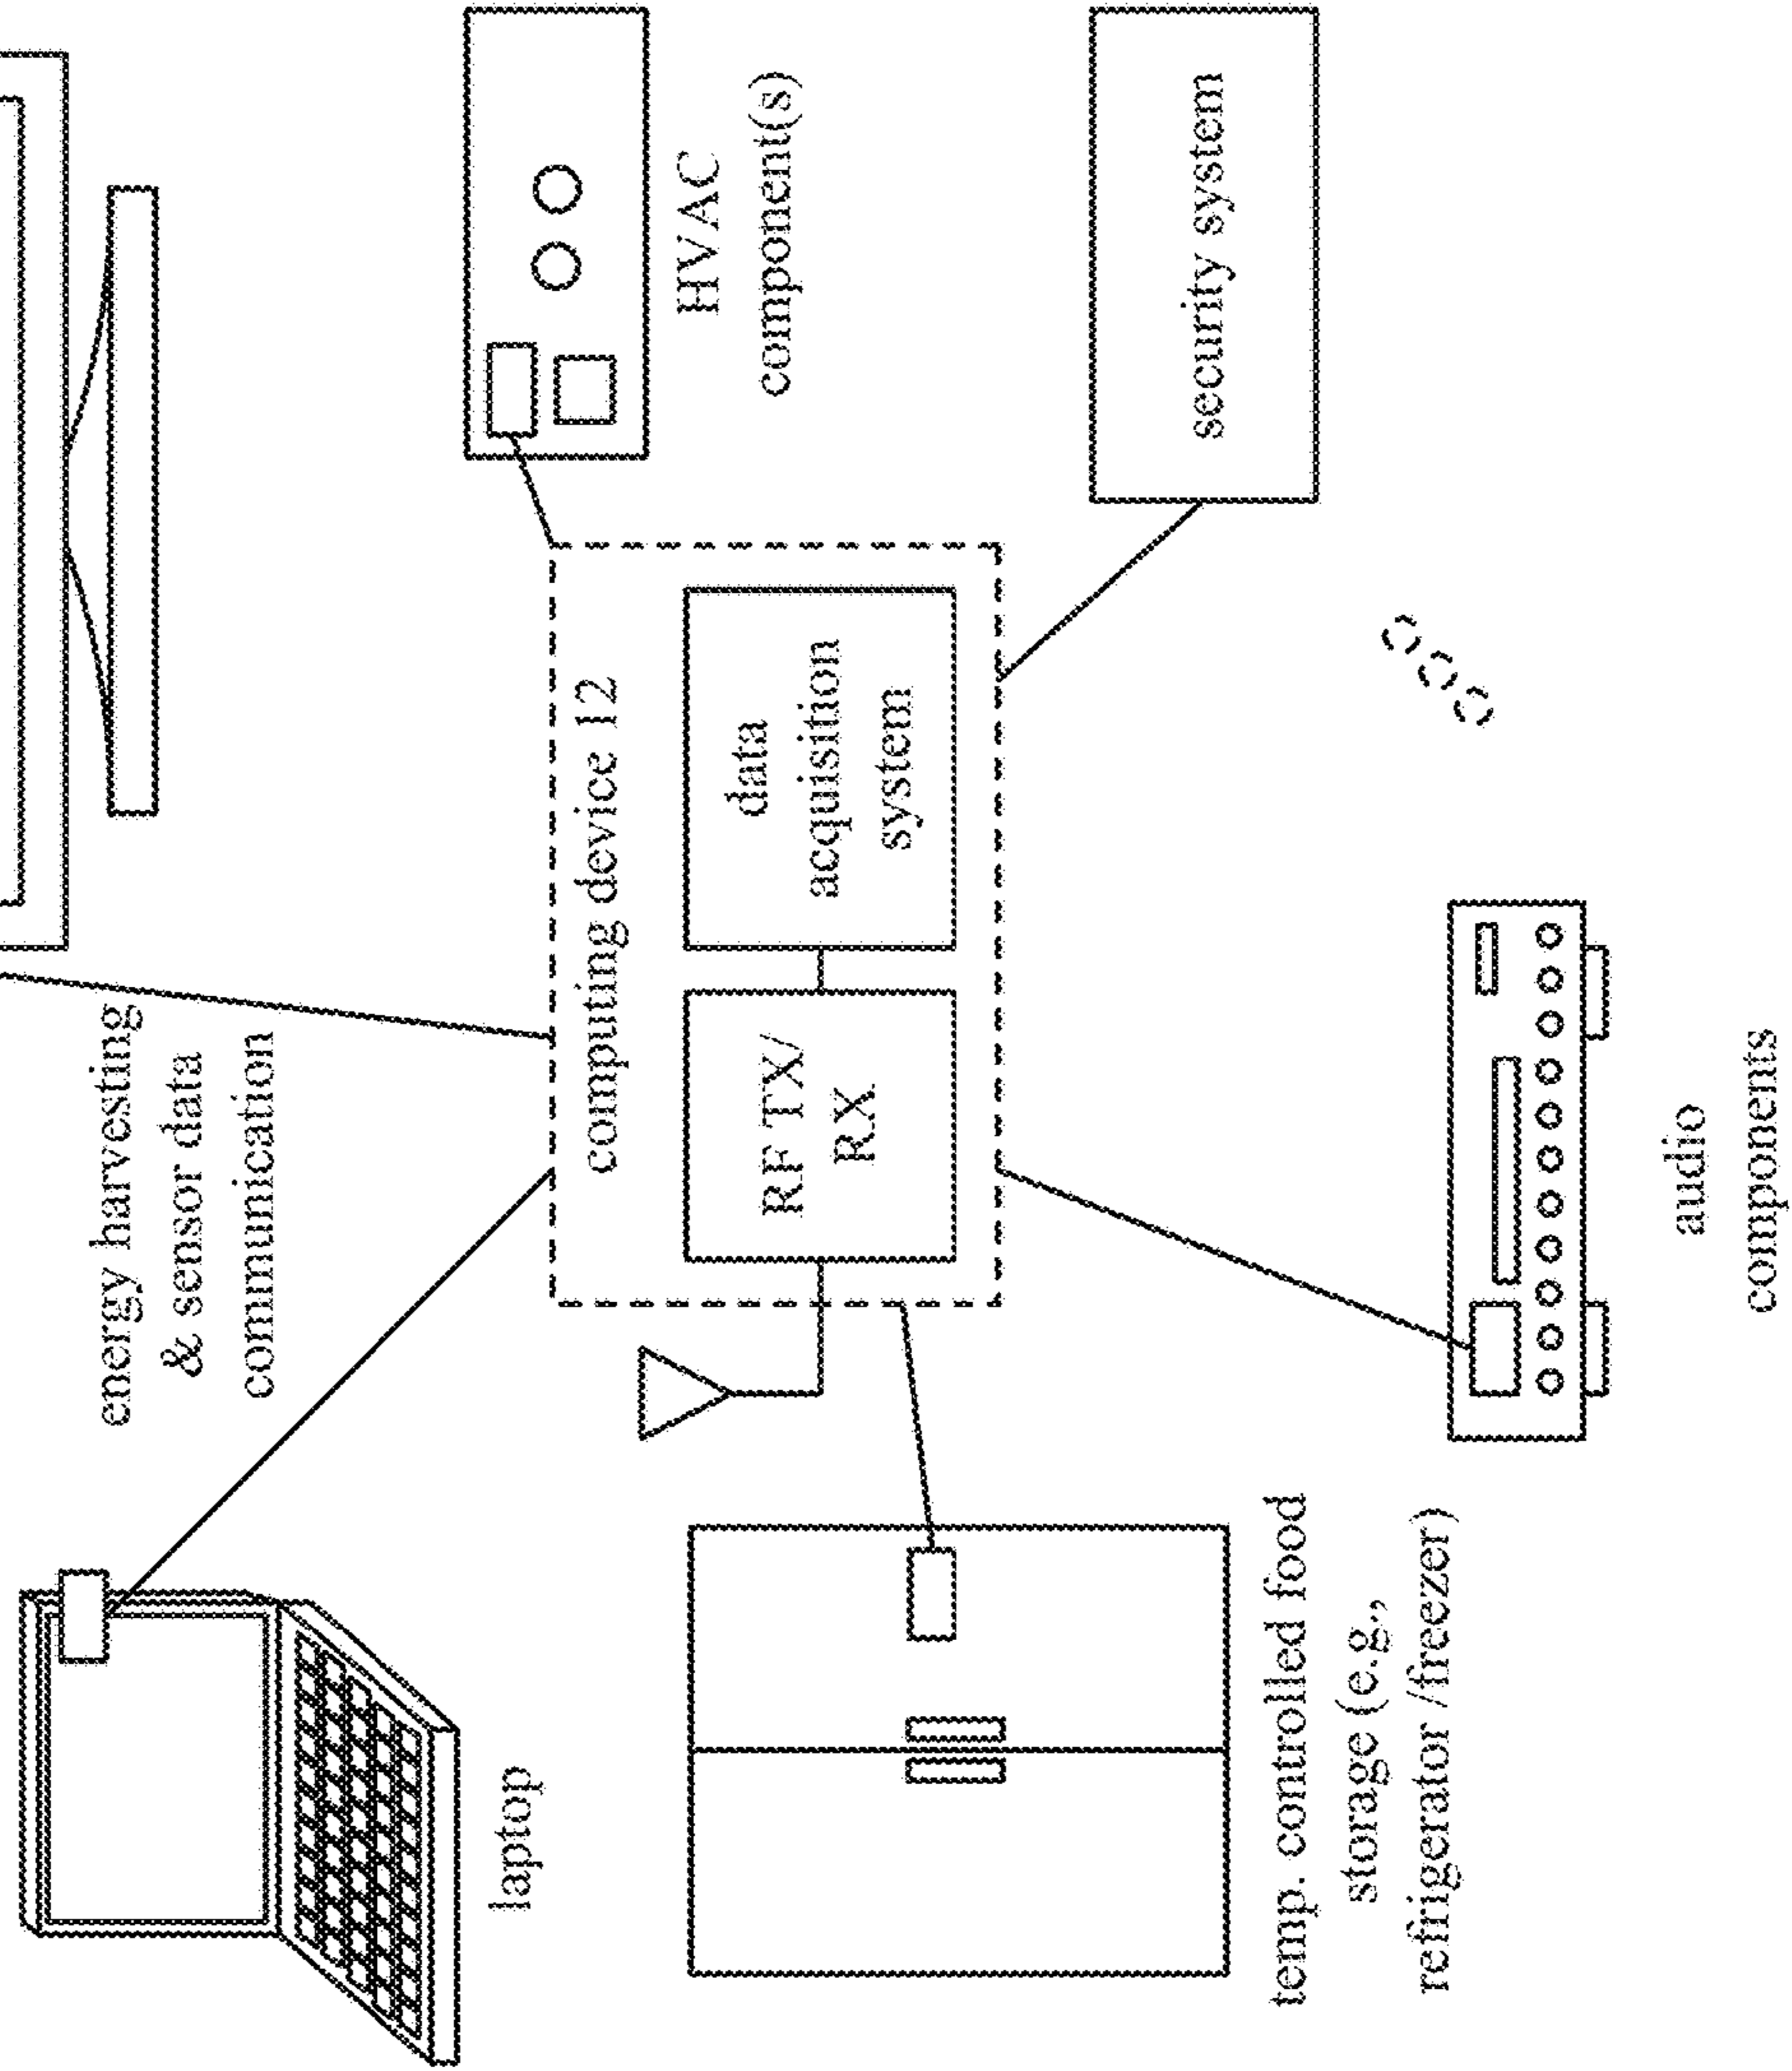 energy harvesting
& sensor data
communication
laptop
HVAC
component(s)
computing device 12
RF TX/
RX
data
acquisition
system
security system
temp. controlled food
storage (e.g.,
refrigerator /freezer)
audio
components